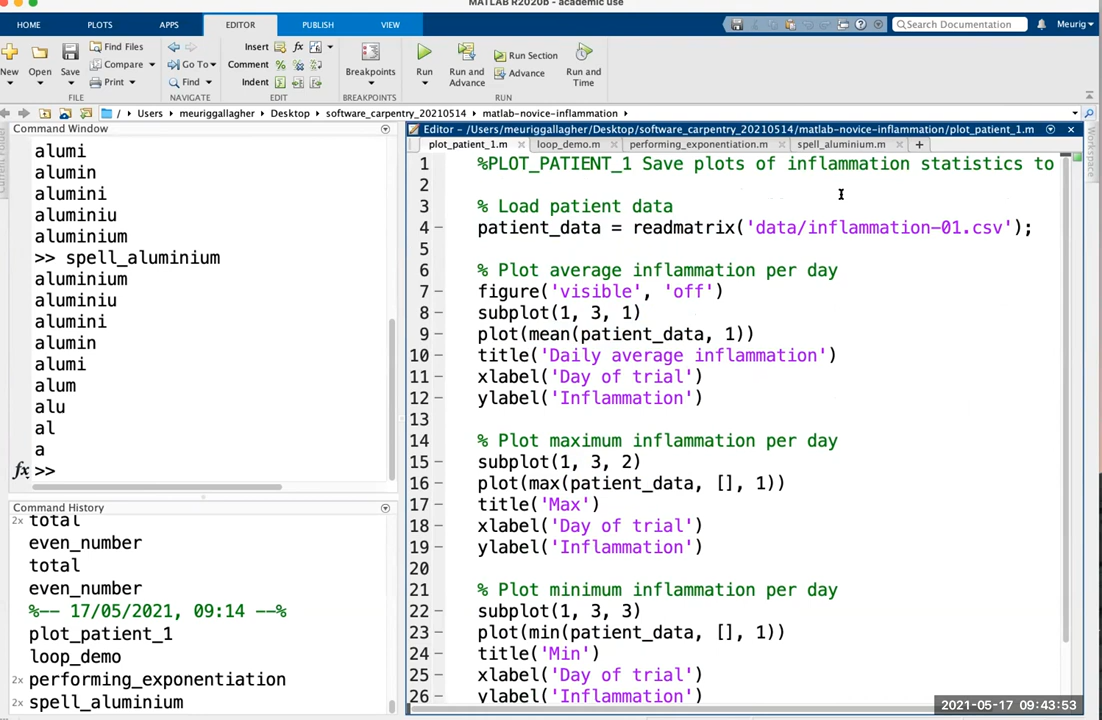 MATLAB R2020b - academic use
HOME PLOTS APPS EDITOR PUBLISH VIEW Search Documentation Meurig
New Open Save Find Files Compare Print Go To Find Insert fx Comment % Indent Breakpoints Run Run and Advance Run Section Advance Run and Time
FILE NAVIGATE EDIT BREAKPOINTS RUN
/ Users meuriggallagher Desktop software_carpentry_20210514 matlab-novice-inflammation
Current Folder
Command Window
alumi
alumin
alumini
aluminiu
aluminium
>> spell_aluminium
aluminium
aluminiu
alumini
alumin
alumi
alum
alu
al
a
fx >>
Command History
total
2x
even_number
total
even_number
%-- 17/05/2021, 09:14 --%
plot_patient_1
loop_demo
2x performing_exponentiation
2x spell_aluminium
Editor - /Users/meuriggallagher/Desktop/software_carpentry_20210514/matlab-novice-inflammation/plot_patient_1.m
plot_patient_1.m loop_demo.m performing_exponentiation.m spell_aluminium.m +
1 %PLOT_PATIENT_1 Save plots of inflammation statistics to
2
3 % Load patient data
4 patient_data = readmatrix('data/inflammation-01.csv');
5
6 % Plot average inflammation per day
7 figure('visible', 'off')
8 subplot(1, 3, 1)
9 plot(mean(patient_data, 1))
10 title('Daily average inflammation')
11 xlabel('Day of trial')
12 ylabel('Inflammation')
13
14 % Plot maximum inflammation per day
15 subplot(1, 3, 2)
16 plot(max(patient_data, [], 1))
17 title('Max')
18 xlabel('Day of trial')
19 ylabel('Inflammation')
20
21 % Plot minimum inflammation per day
22 subplot(1, 3, 3)
23 plot(min(patient_data, [], 1))
24 title('Min')
25 xlabel('Day of trial')
26 ylabel('Inflammation')
Workspace
2021-05-17 09:43:53